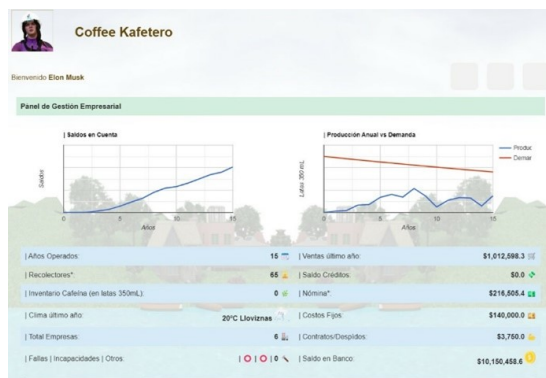 Coffee Kafetero
Bienvenido Elon Musk
Panel de Gestión Empresarial
| Saldos en Cuenta
Saldos
0 5 10 15
Años
| Producción Anual vs Demanda
Latas 350 mL
Produc
Demar
0 5 10 15
Años
| Años Operados: 15 | Ventas último año: $1,012,598.3
| Recolectores*: 65 | Saldo Créditos: $0.0
| Inventario Cafeina (en latas 350mL): 0 | Nómina*: $216,505.4
| Clima último año: 20°C Lloviznas | Costos Fijos: $140,000.0
| Total Empresas: 6 | Contratos/Despidos: $3,750.0
| Fallas | Incapacidades | Otros: | 0 | 0 | 0 | Saldo en Banco: $10,150,458.6